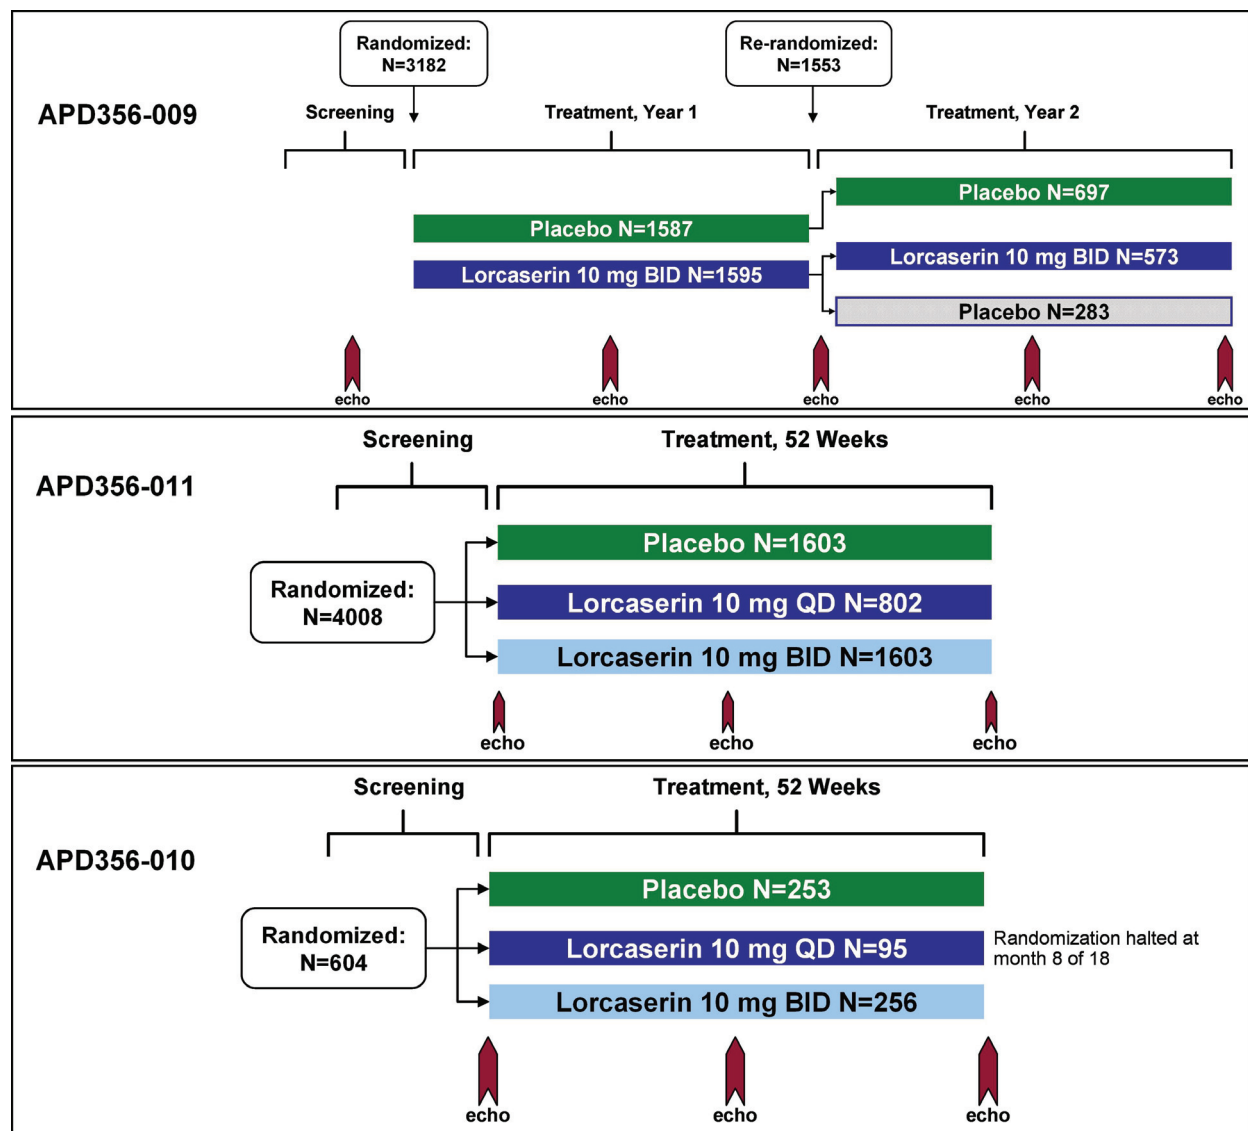 Randomized:
N=3182
Re-randomized:
N=1553
APD356-009
Screening
Treatment, Year 1
Treatment, Year 2
Placebo N=697
Placebo N=1587
Lorcaserin 10 mg BID N=573
Lorcaserin 10 mg BID N=1595
Placebo N=283
echo
echo
echo
echo
echo
Screening
Treatment, 52 Weeks
APD356-011
Placebo N=1603
Randomized:
N=4008
Lorcaserin 10 mg QD N=802
Lorcaserin 10 mg BID N=1603
echo
echo
echo
Screening
Treatment, 52 Weeks
APD356-010
Placebo N=253
Randomized:
N=604
Lorcaserin 10 mg QD N=95
Randomization halted at
month 8 of 18
Lorcaserin 10 mg BID N=256
echo
echo
echo